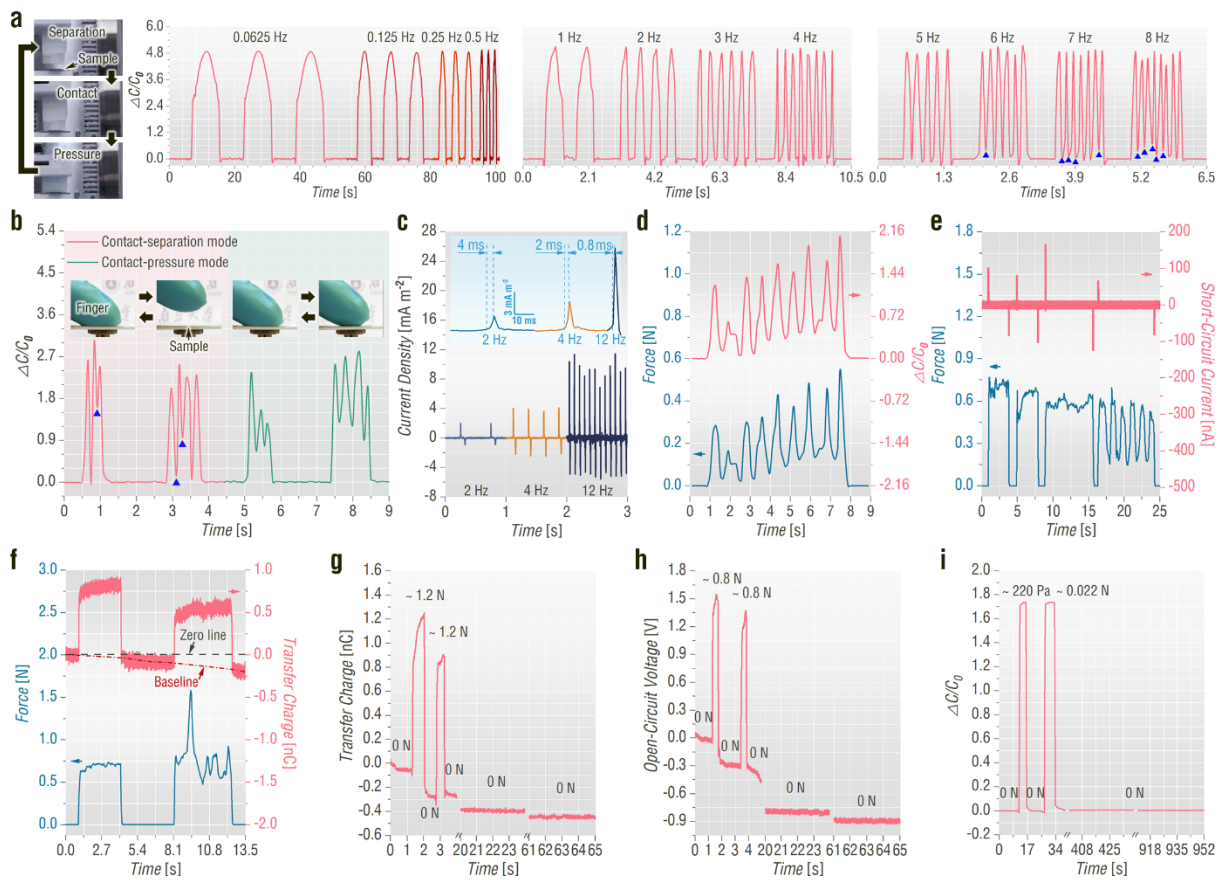 a
Separation
Sample
Contact
Pressure
ΔC/C0
6.0
4.8
3.6
2.4
1.2
0.0
0.0625 Hz
0.125 Hz
0.25 Hz
0.5 Hz
0 20 40 60 80 100
Time [s]
1 Hz
2 Hz
3 Hz
4 Hz
0.0 2.1 4.2 6.3 8.4 10.5
Time [s]
5 Hz
6 Hz
7 Hz
8 Hz
0.0 1.3 2.6 3.9 5.2 6.5
Time [s]
b
ΔC/C0
5.4
4.5
3.6
2.7
1.8
0.9
0.0
Contact-separation mode
Contact-pressure mode
Finger
Sample
0 1 2 3 4 5 6 7 8 9
Time [s]
c
Current Density [mA m-2]
28
24
20
16
12
8
4
0
-4
-8
4 ms
2 ms
0.8 ms
3 mA m-2
10 ms
2 Hz
4 Hz
12 Hz
2 Hz
4 Hz
12 Hz
0 1 2 3
Time [s]
d
Force [N]
1.2
1.0
0.8
0.6
0.4
0.2
0.0
2.16
1.44
0.72
0.00
-0.72
-1.44
-2.16
ΔC/C0
0 1 2 3 4 5 6 7 8 9
Time [s]
e
Force [N]
1.8
1.5
1.2
0.9
0.6
0.3
0.0
200
100
0
-100
-200
-300
-400
-500
Short-Circuit Current [nA]
0 5 10 15 20 25
Time [s]
f
Force [N]
3.0
2.5
2.0
1.5
1.0
0.5
0.0
Zero line
Baseline
1.0
0.5
0.0
-0.5
-1.0
-1.5
-2.0
Transfer Charge [nC]
0.0 2.7 5.4 8.1 10.8 13.5
Time [s]
g
Transfer Charge [nC]
1.6
1.4
1.2
1.0
0.8
0.6
0.4
0.2
0.0
-0.2
-0.4
-0.6
~ 1.2 N
~ 1.2 N
0 N
0 N
0 N
0 N
0 N
0 1 2 3 4 20 21 22 23 61 62 63 64 65
Time [s]
h
Open-Circuit Voltage [V]
1.8
1.5
1.2
0.9
0.6
0.3
0.0
-0.3
-0.6
-0.9
~ 0.8 N
~ 0.8 N
0 N
0 N
0 N
0 N
0 N
0 1 2 3 4 20 21 22 23 61 62 63 64 65
Time [s]
i
ΔC/C0
2.0
1.8
1.6
1.4
1.2
1.0
0.8
0.6
0.4
0.2
0.0
-0.2
~ 220 Pa
~ 0.022 N
0 N
0 N
0 N
0 17 34 408 425 918 935 952
Time [s]